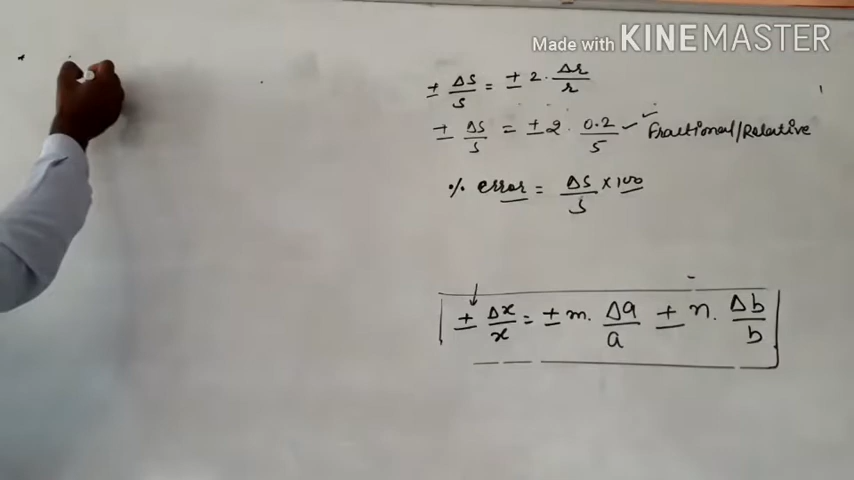 Made with KINEMASTER
± Δs/s = ± 2 · Δr/r
± Δs/s = ± 2 · 0.2/5 ✓ Fractional/Relative
% error = Δs/s × 100
± Δx/x = ± m · Δa/a ± n · Δb/b